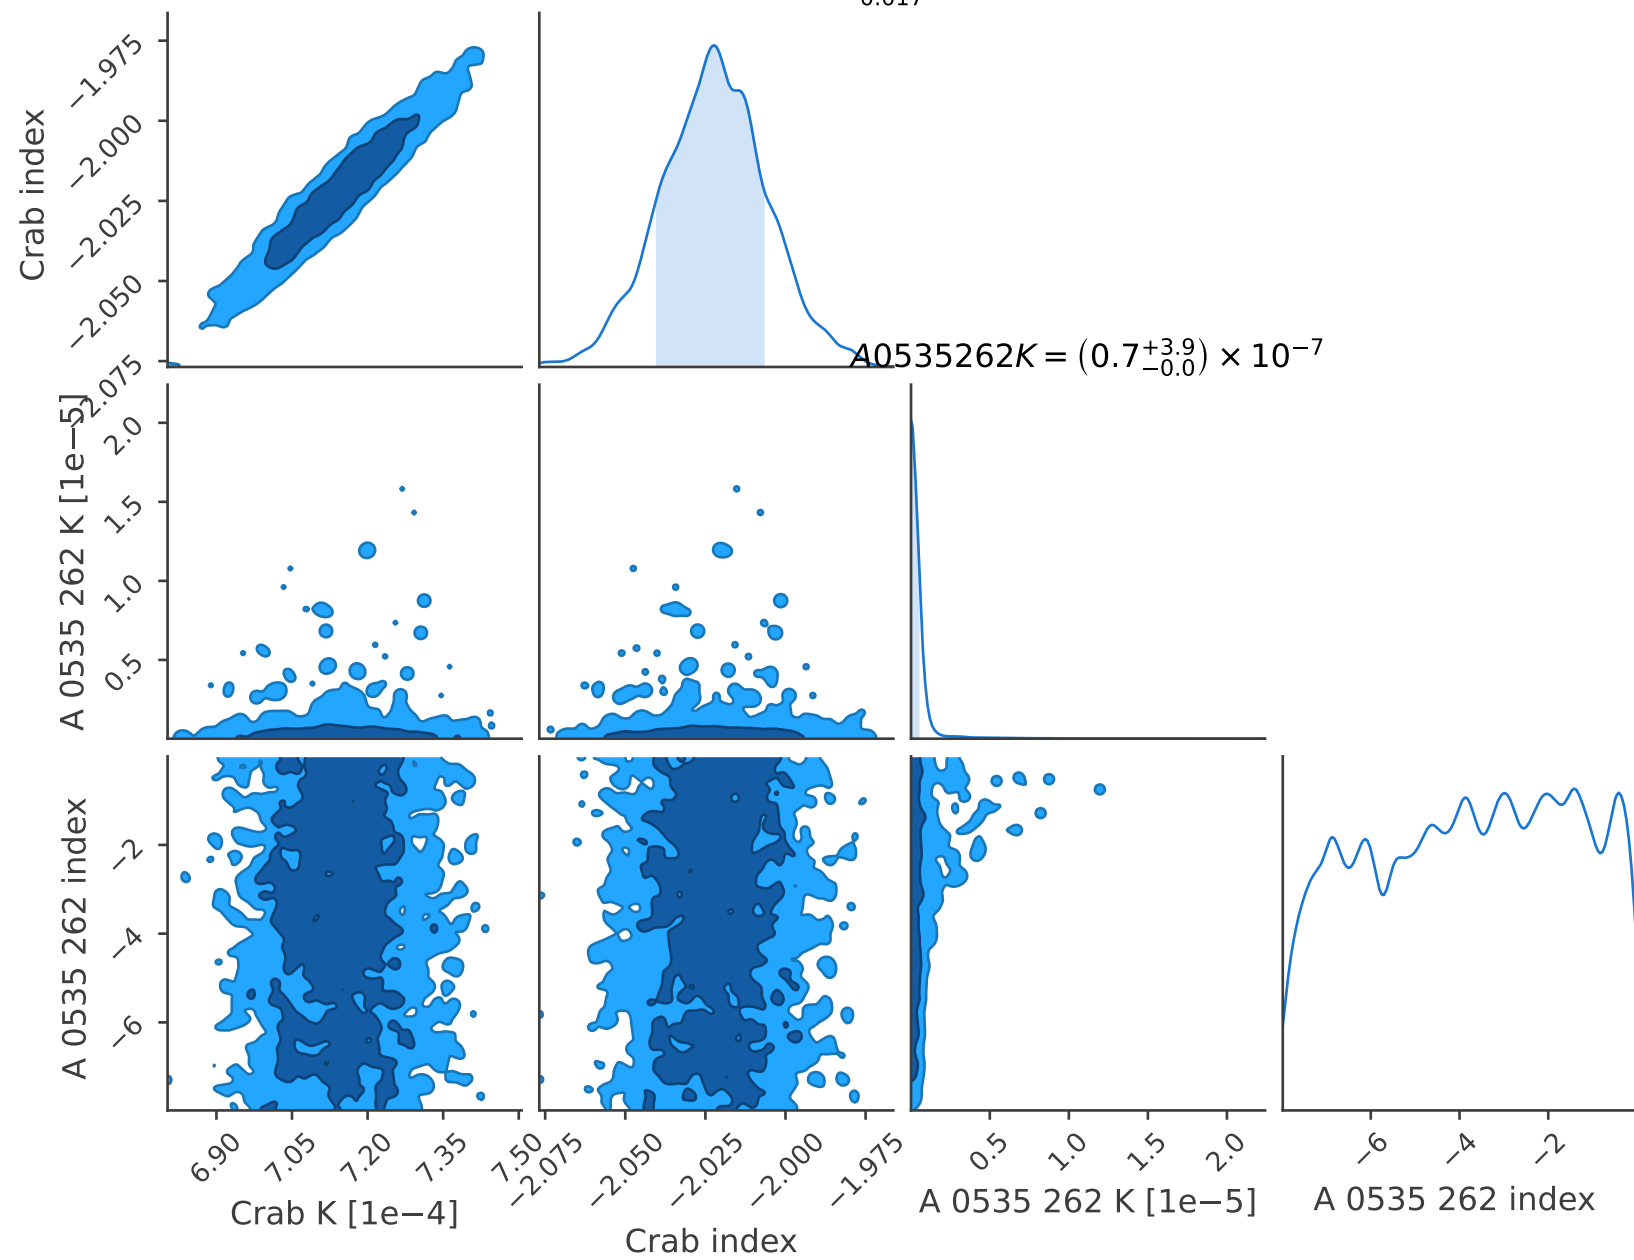 0.017
Crab index
−1.975
−2.000
−2.025
−2.050
−2.075
A0535262K = (0.7 +3.9 −0.0) × 10−7
A 0535 262 K [1e−5]
2.0
1.5
1.0
0.5
A 0535 262 index
−2
−4
−6
6.90 7.05 7.20 7.35 7.50
−2.075 −2.050 −2.025 −2.000 −1.975
0.5 1.0 1.5 2.0
−6 −4 −2
Crab K [1e−4]
Crab index
A 0535 262 K [1e−5]
A 0535 262 index